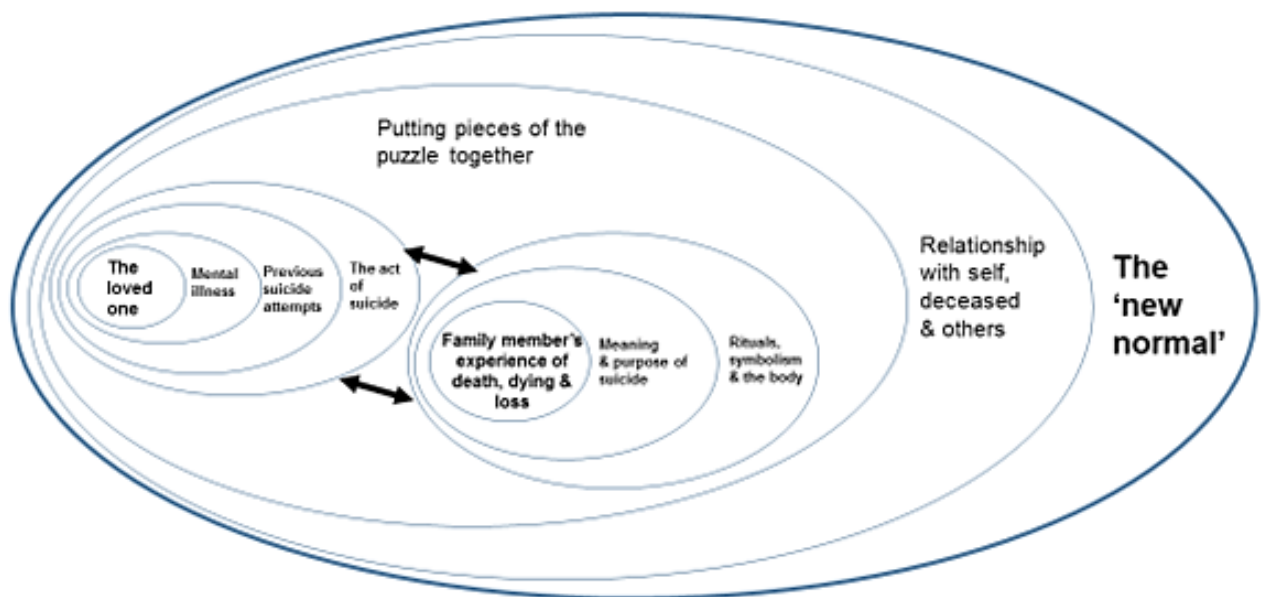 Putting pieces of the
puzzle together
The
loved
one
Mental
illness
Previous
suicide
attempts
The act
of
suicide
Family member's
experience of
death, dying &
loss
Meaning
& purpose of
suicide
Rituals,
symbolism
& the body
Relationship
with self,
deceased
& others
The
‘new
normal’